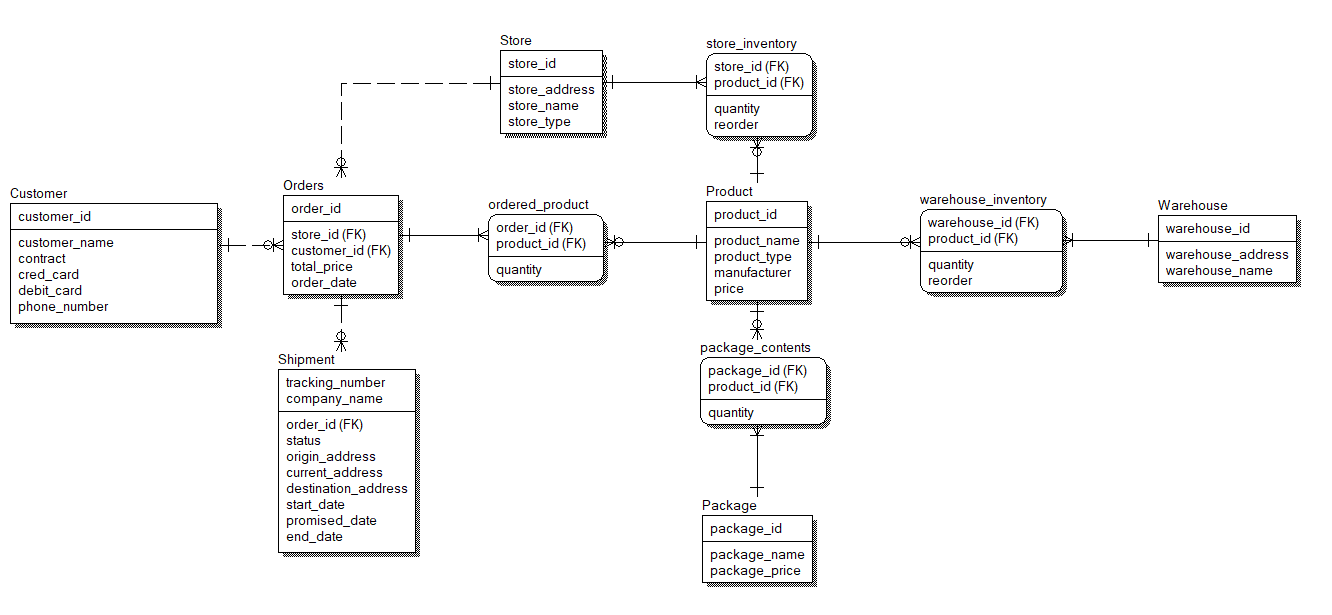 Store
store_id
store_address
store_name
store_type
store_inventory
store_id (FK)
product_id (FK)
quantity
reorder
Customer
customer_id
customer_name
contract
cred_card
debit_card
phone_number
Orders
order_id
store_id (FK)
customer_id (FK)
total_price
order_date
ordered_product
order_id (FK)
product_id (FK)
quantity
Product
product_id
product_name
product_type
manufacturer
price
warehouse_inventory
warehouse_id (FK)
product_id (FK)
quantity
reorder
Warehouse
warehouse_id
warehouse_address
warehouse_name
Shipment
tracking_number
company_name
order_id (FK)
status
origin_address
current_address
destination_address
start_date
promised_date
end_date
package_contents
package_id (FK)
product_id (FK)
quantity
Package
package_id
package_name
package_price